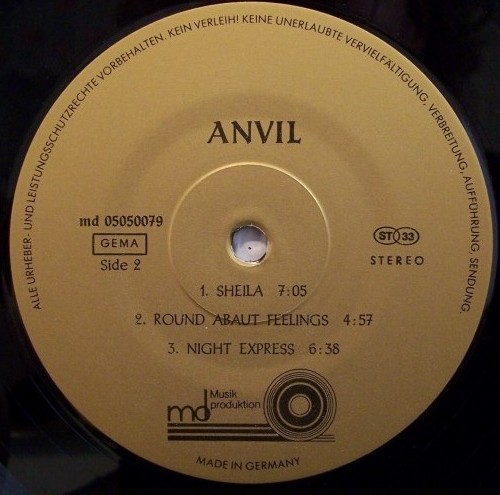 ALLE URHEBER- UND LEISTUNGSSCHUTZRECHTE VORBEHALTEN. KEIN VERLEIH! KEINE UNERLAUBTE VERVIELFÄLTIGUNG, VERBREITUNG, AUFFÜHRUNG, SENDUNG.
ANVIL
md 05050079
GEMA
Side 2
ST 33
STEREO
1. SHEILA 7:05
2. ROUND ABAUT FEELINGS 4:57
3. NIGHT EXPRESS 6:38
md Musik
produktion
MADE IN GERMANY